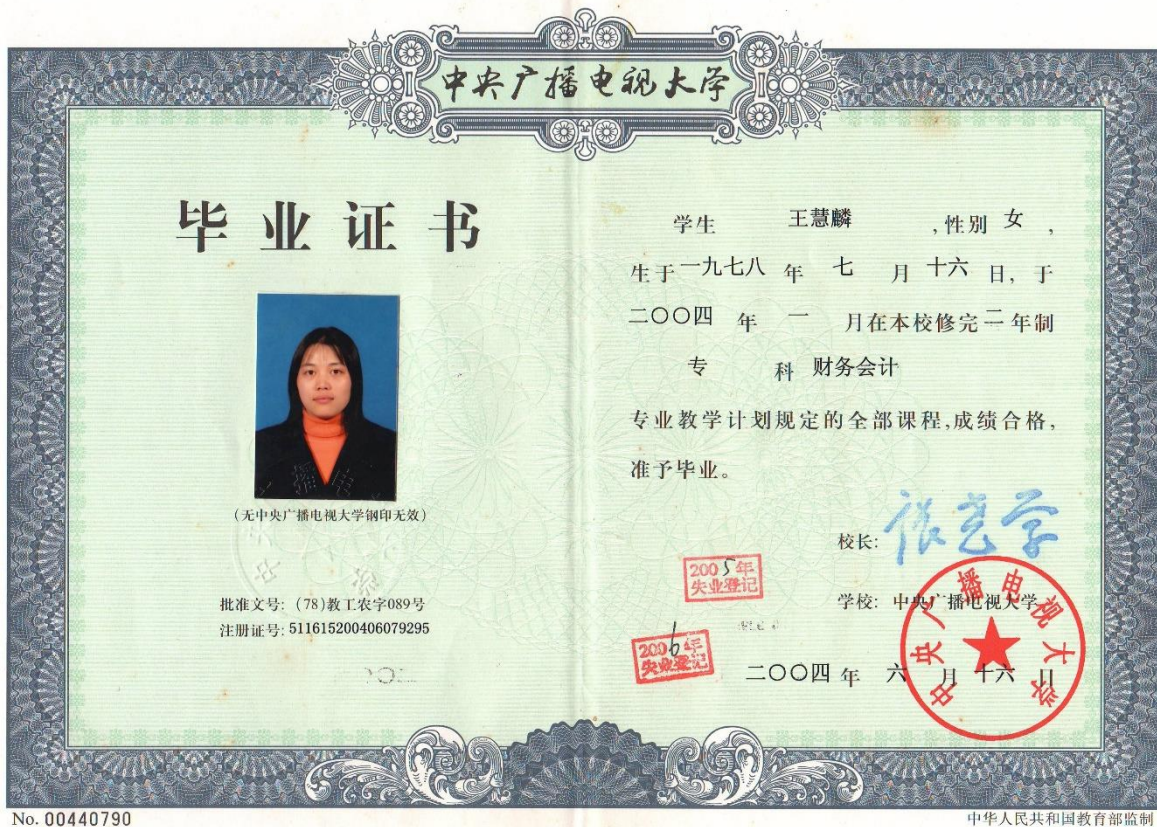 中央广播电视大学
毕业证书
(无中央广播电视大学钢印无效)
批准文号: (78)教工农字089号
注册证号: 511615200406079295
学生 王慧麟 ,性别 女 ,
生于 一九七八 年 七 月 十六 日, 于
二〇〇四 年 一 月在本校修完 二 年制
专 科 财务会计
专业教学计划规定的全部课程,成绩合格,
准予毕业。
校长:
2005年
失业登记
学校: 中央广播电视大学
2006年
失业登记
二〇〇四 年 六 月 十六 日
中央广播电视大学
No. 00440790
中华人民共和国教育部监制